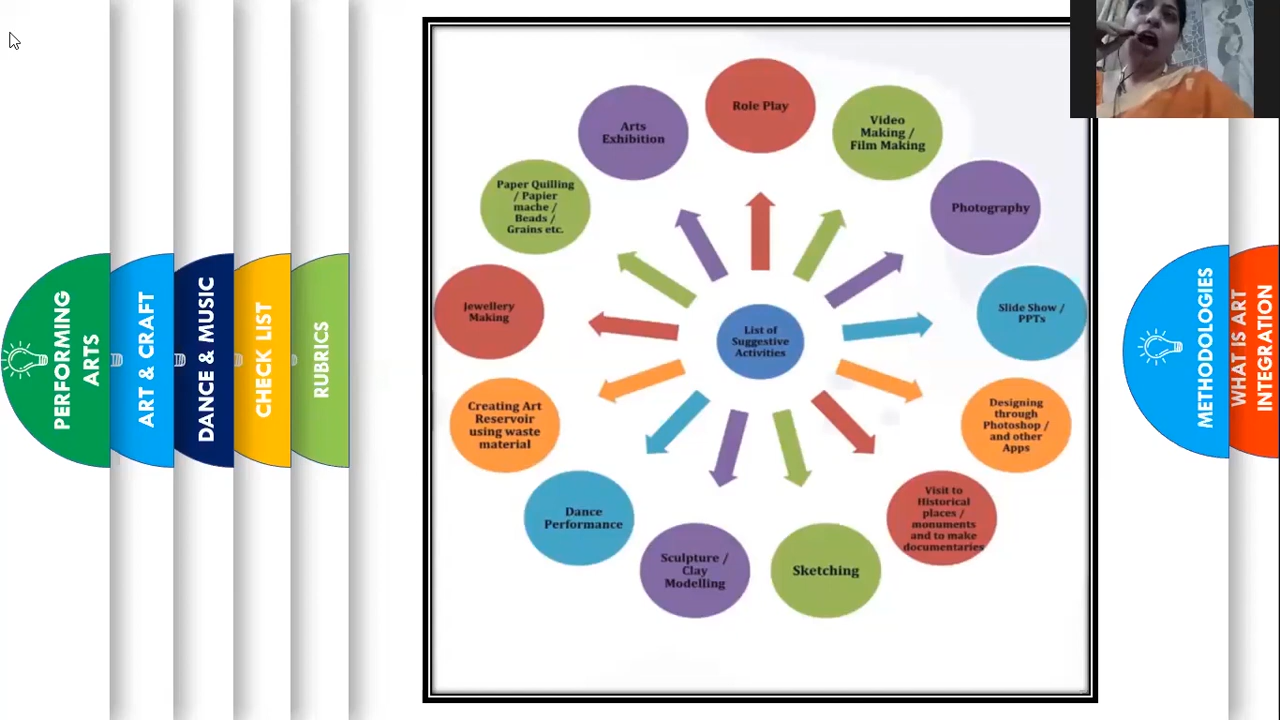 PERFORMING
ARTS
ART & CRAFT
DANCE & MUSIC
CHECK LIST
RUBRICS
Role Play
Video
Making /
Film Making
Photography
Slide Show /
PPTs
Designing
through
Photoshop /
and other
Apps
Visit to
Historical
places /
monuments
and to make
documentaries
Sketching
Sculpture /
Clay
Modelling
Dance
Performance
Creating Art
Reservoir
using waste
material
Jewellery
Making
Paper Quilling
/ Papier
mache /
Beads /
Grains etc.
Arts
Exhibition
List of
Suggestive
Activities
METHODOLOGIES
WHAT IS ART
INTEGRATION